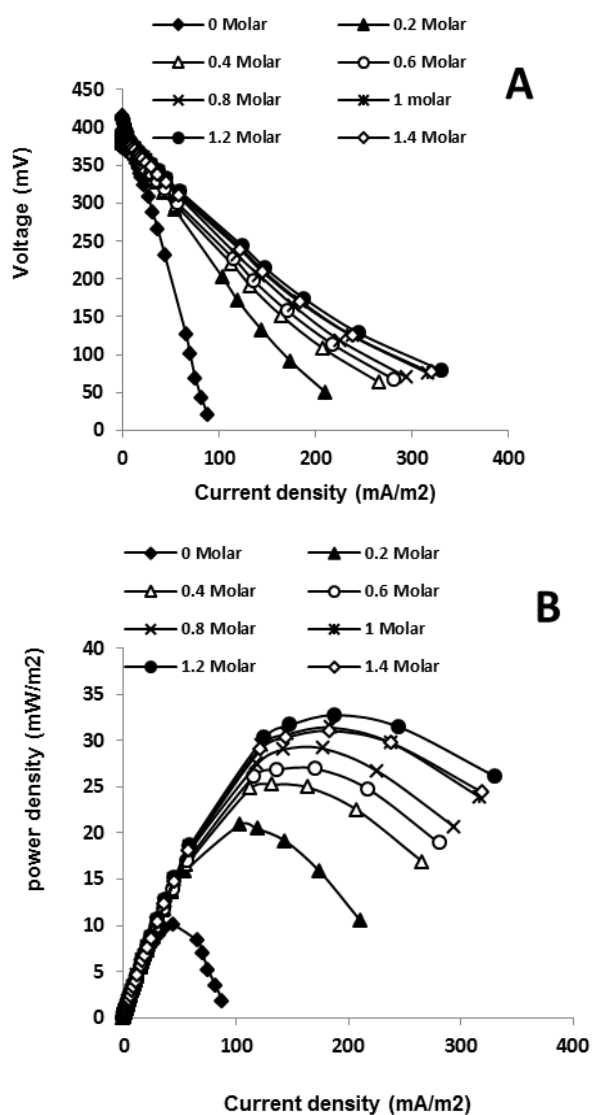 0 Molar 0.2 Molar
0.4 Molar 0.6 Molar
0.8 Molar 1 molar
1.2 Molar 1.4 Molar
A
450
400
350
300
250
200
150
100
50
0
Voltage (mV)
0 100 200 300 400
Current density (mA/m2)
0 Molar 0.2 Molar
0.4 Molar 0.6 Molar
0.8 Molar 1 Molar
1.2 Molar 1.4 Molar
B
40
35
30
25
20
15
10
5
0
power density (mW/m2)
0 100 200 300 400
Current density (mA/m2)